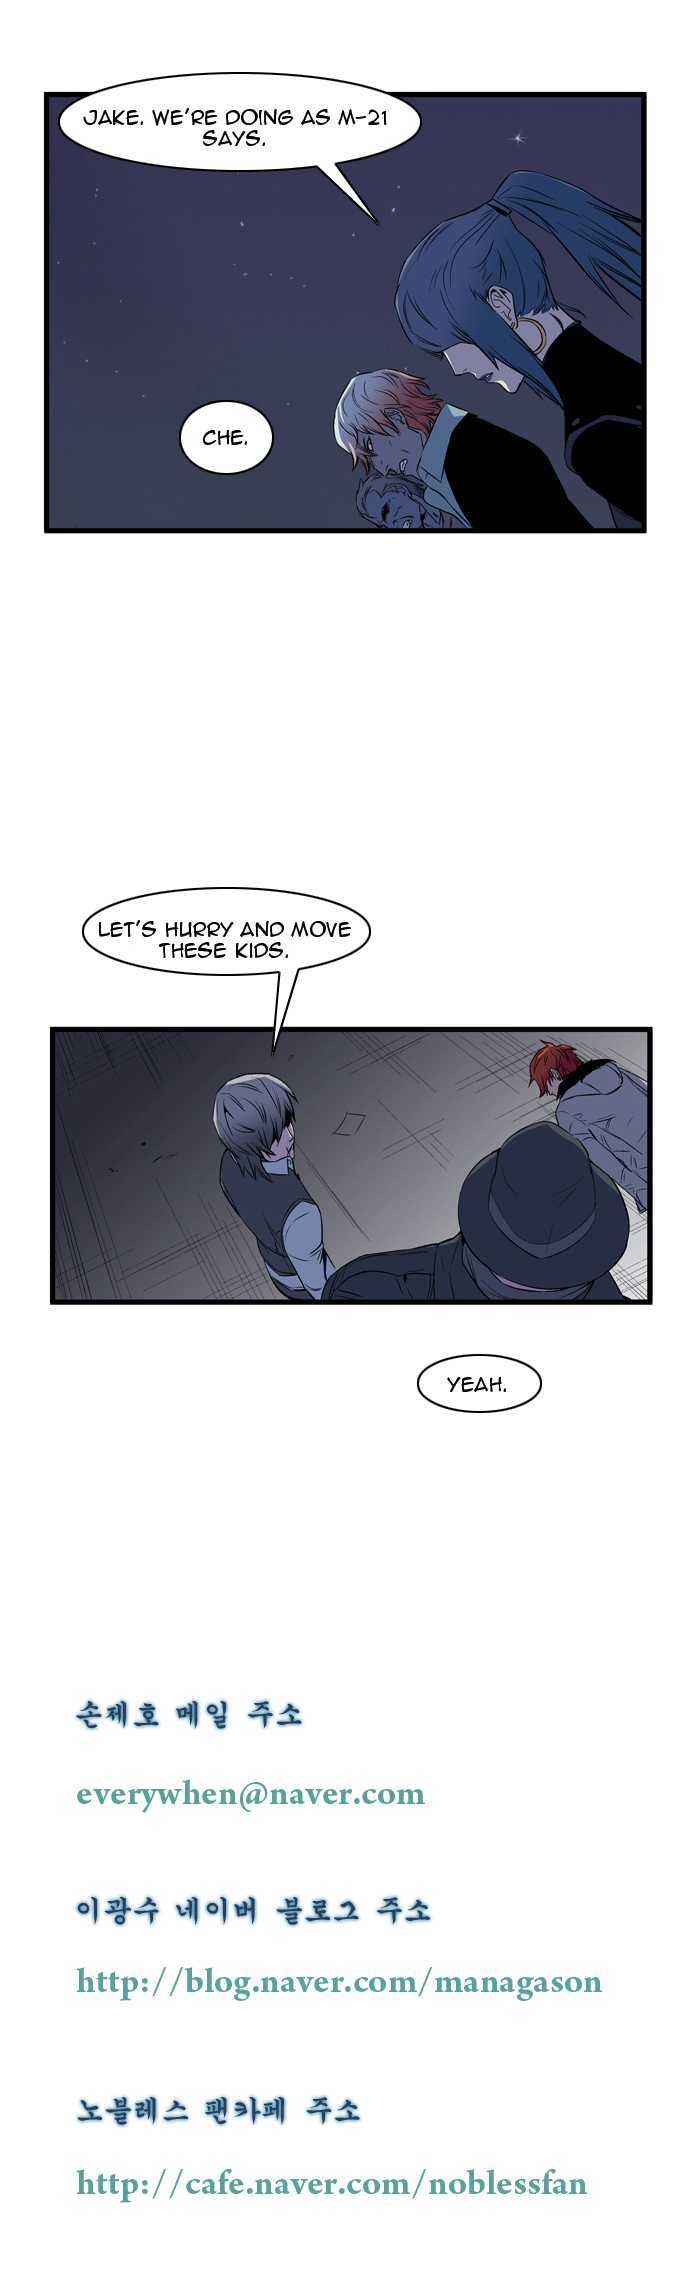 JAKE. WE'RE DOING AS M-21
SAYS.
CHE.
LET'S HURRY AND MOVE
THESE KIDS.
YEAH.
손제호 메일 주소
everywhen@naver.com
이광수 네이버 블로그 주소
http://blog.naver.com/managason
노블레스 팬카페 주소
http://cafe.naver.com/noblessfan